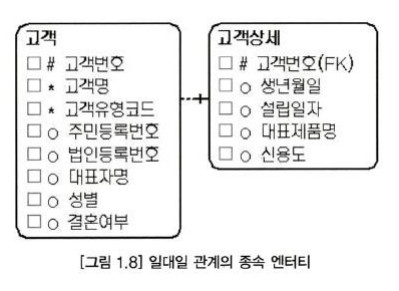 고객
□ # 고객번호
□ * 고객명
□ * 고객유형코드
□ ○ 주민등록번호
□ ○ 법인등록번호
□ ○ 대표자명
□ ○ 성별
□ ○ 결혼여부
고객상세
□ # 고객번호(FK)
□ ○ 생년월일
□ ○ 설립일자
□ ○ 대표제품명
□ ○ 신용도
[그림 1.8] 일대일 관계의 종속 엔터티